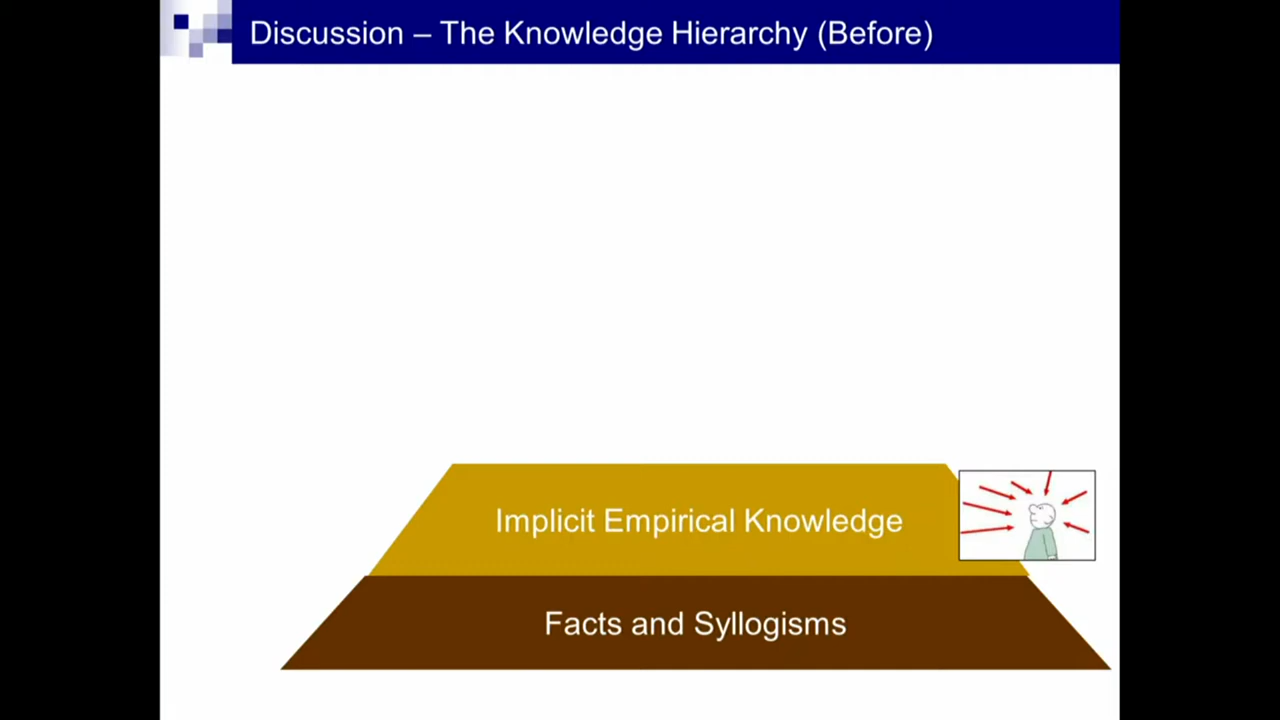 Discussion – The Knowledge Hierarchy (Before)
Implicit Empirical Knowledge
Facts and Syllogisms